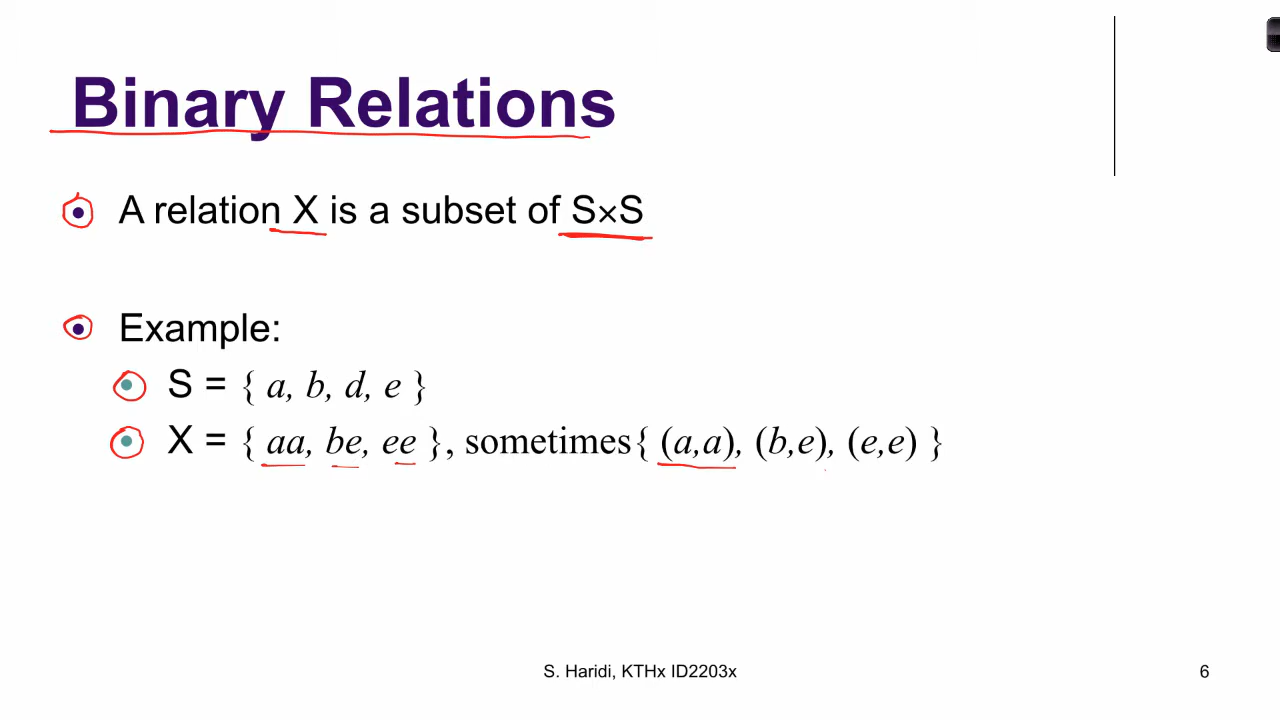 Binary Relations
A relation X is a subset of S×S
Example:
S = { a, b, d, e }
X = { aa, be, ee }, sometimes{ (a,a), (b,e), (e,e) }
S. Haridi, KTHx ID2203x
6